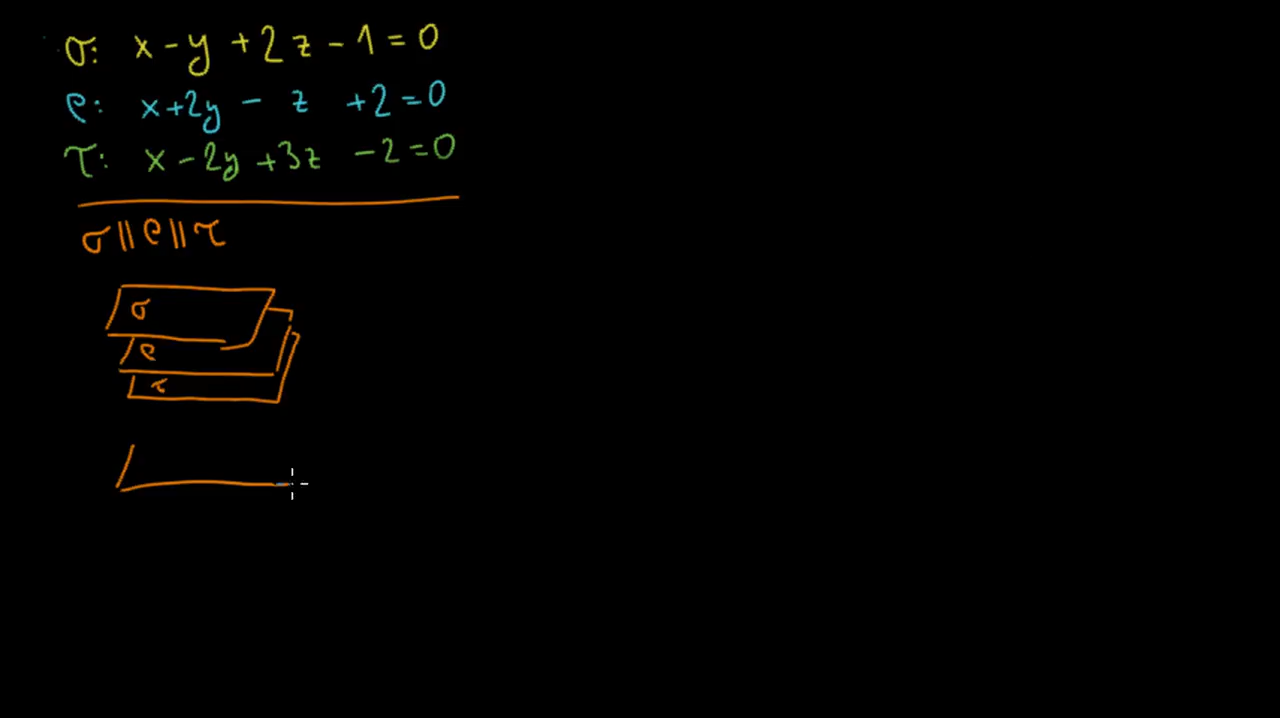 σ: x - y + 2z - 1 = 0
ρ: x + 2y - z + 2 = 0
τ: x - 2y + 3z - 2 = 0
σ || ρ || τ
σ
ρ
τ